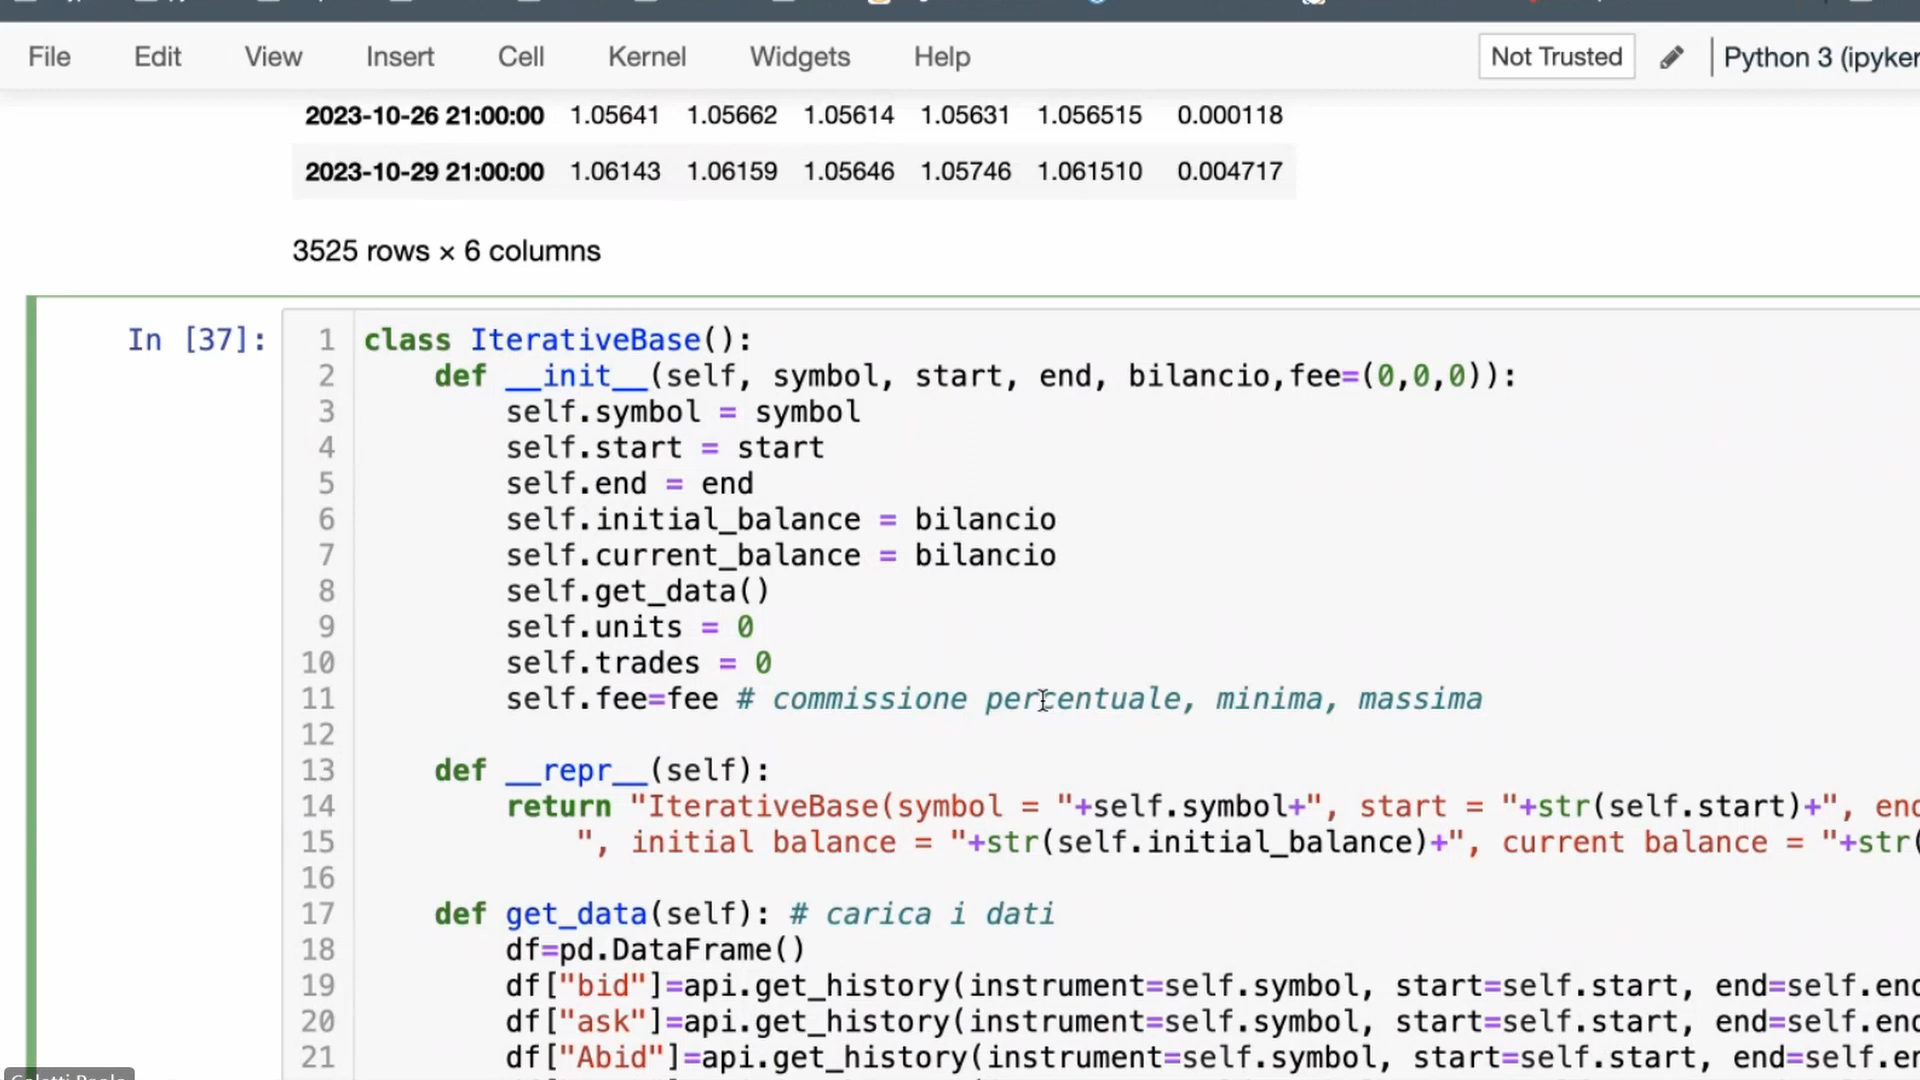 File Edit View Insert Cell Kernel Widgets Help Not Trusted Python 3 (ipyker
2023-10-26 21:00:00 1.05641 1.05662 1.05614 1.05631 1.056515 0.000118
2023-10-29 21:00:00 1.06143 1.06159 1.05646 1.05746 1.061510 0.004717
3525 rows × 6 columns
In [37]:
1 class IterativeBase():
2 def __init__(self, symbol, start, end, bilancio,fee=(0,0,0)):
3 self.symbol = symbol
4 self.start = start
5 self.end = end
6 self.initial_balance = bilancio
7 self.current_balance = bilancio
8 self.get_data()
9 self.units = 0
10 self.trades = 0
11 self.fee=fee # commissione percentuale, minima, massima
12
13 def __repr__(self):
14 return "IterativeBase(symbol = "+self.symbol+", start = "+str(self.start)+", end
15 ", initial balance = "+str(self.initial_balance)+", current balance = "+str(
16
17 def get_data(self): # carica i dati
18 df=pd.DataFrame()
19 df["bid"]=api.get_history(instrument=self.symbol, start=self.start, end=self.end
20 df["ask"]=api.get_history(instrument=self.symbol, start=self.start, end=self.end
21 df["Abid"]=api.get_history(instrument=self.symbol, start=self.start, end=self.en